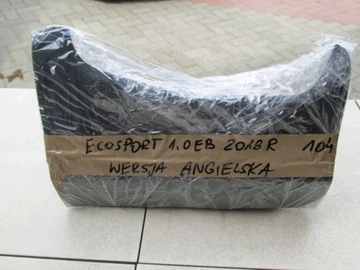 ECOSPORT 1.0EB 2018R 104
WERSJA ANGIELSKA